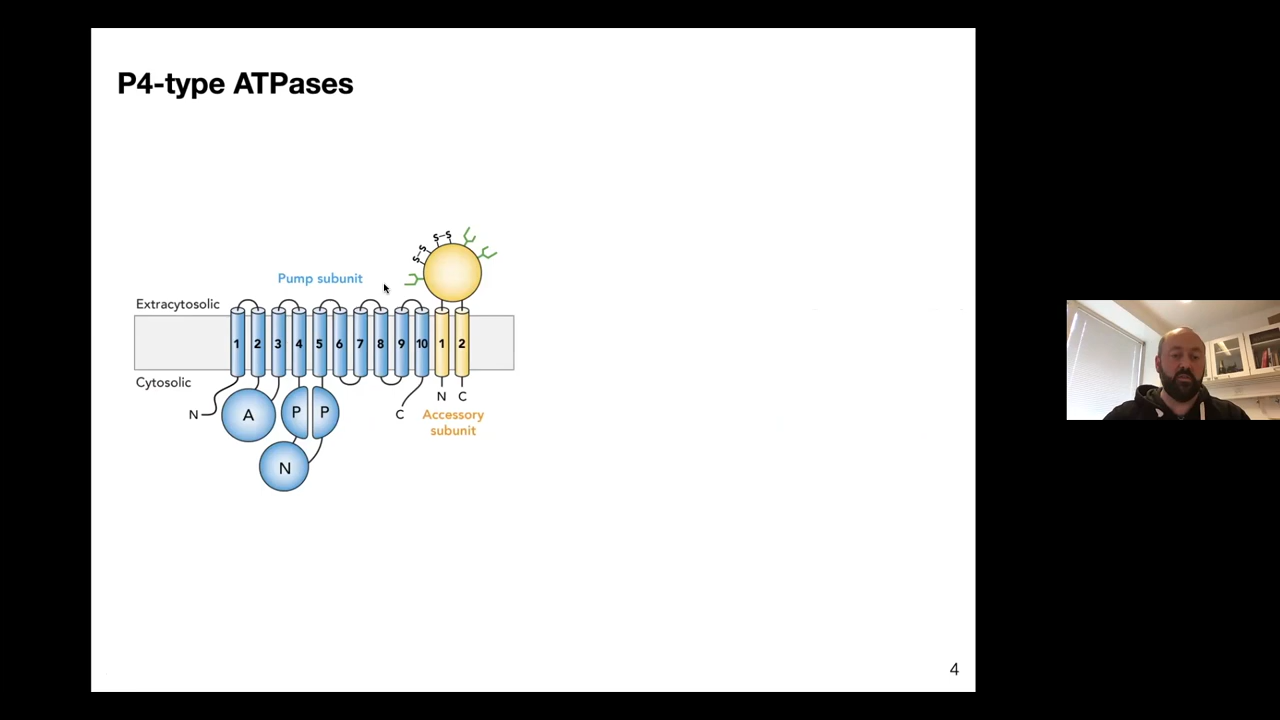 P4-type ATPases
S-S
S-S
Pump subunit
Extracytosolic
1 2 3 4 5 6 7 8 9 10 1 2
Cytosolic
N C
N
A
P P
C
Accessory
subunit
N
4